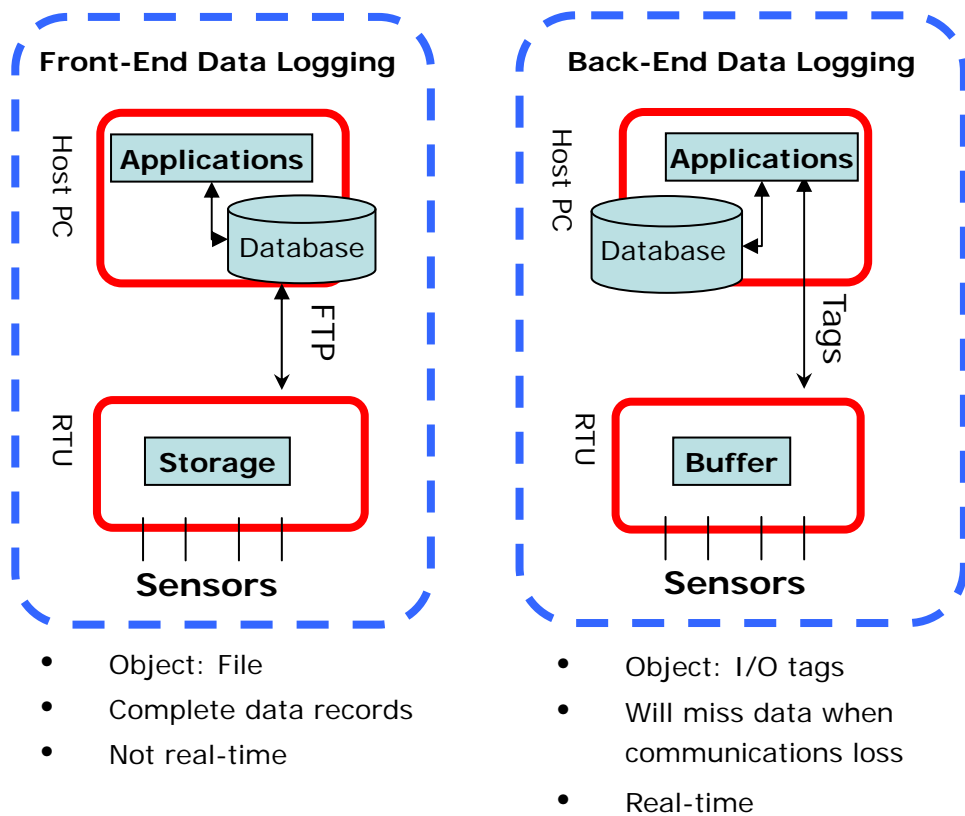 Front-End Data Logging
Host PC
Applications
Database
FTP
RTU
Storage
Sensors
• Object: File
• Complete data records
• Not real-time
Back-End Data Logging
Host PC
Applications
Database
Tags
RTU
Buffer
Sensors
• Object: I/O tags
• Will miss data when
communications loss
• Real-time